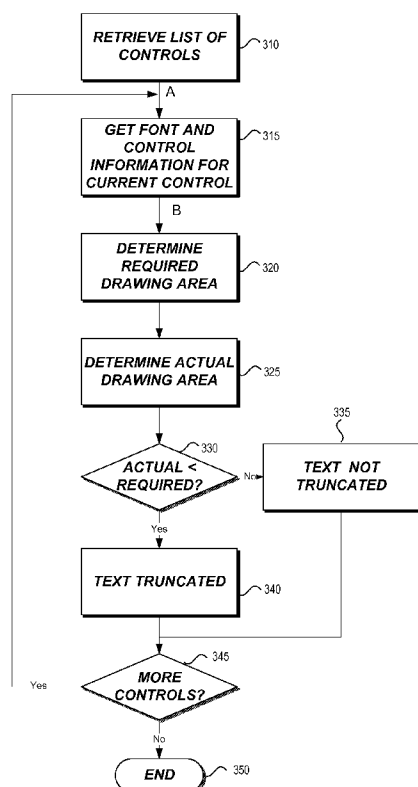 RETRIEVE LIST OF
CONTROLS
310
A
GET FONT AND
CONTROL
INFORMATION FOR
CURRENT CONTROL
315
B
DETERMINE
REQUIRED
DRAWING AREA
320
DETERMINE ACTUAL
DRAWING AREA
325
330
ACTUAL <
REQUIRED?
No
335
TEXT NOT
TRUNCATED
Yes
TEXT TRUNCATED
340
345
MORE
CONTROLS?
Yes
No
END
350